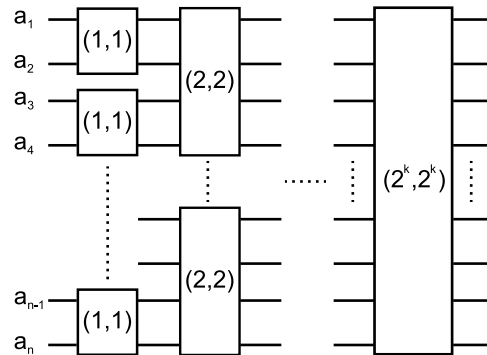 a₁
(1,1)
a₂
(2,2)
a₃
(1,1)
a₄
(2ᵏ,2ᵏ)
(2,2)
aₙ₋₁
(1,1)
aₙ